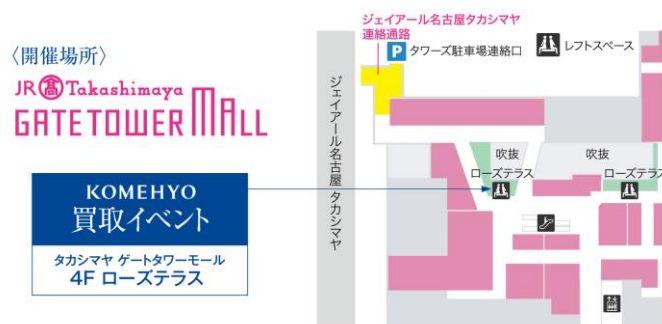 〈開催場所〉
JR 髙 Takashimaya
GATETOWER MALL
KOMEHYO
買取イベント
タカシマヤ ゲートタワーモール
4F ローズテラス
ジェイアール名古屋タカシマヤ
連絡通路
P タワーズ駐車場連絡口
レフトスペース
ジェイアール名古屋 タカシマヤ
吹抜
吹抜
ローズテラス
ローズテラス